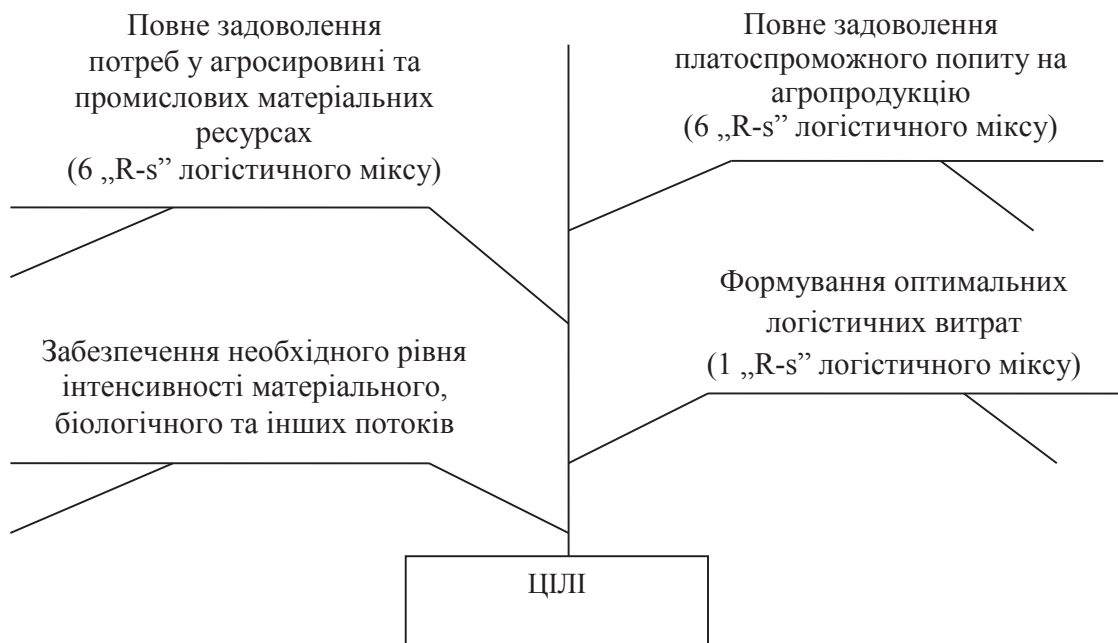 Повне задоволення
потреб у агросировині та
промислових матеріальних
ресурсах
(6 „R-s” логістичного міксу)
Повне задоволення
платоспроможного попиту на
агропродукцію
(6 „R-s” логістичного міксу)
Забезпечення необхідного рівня
інтенсивності матеріального,
біологічного та інших потоків
Формування оптимальних
логістичних витрат
(1 „R-s” логістичного міксу)
ЦІЛІ